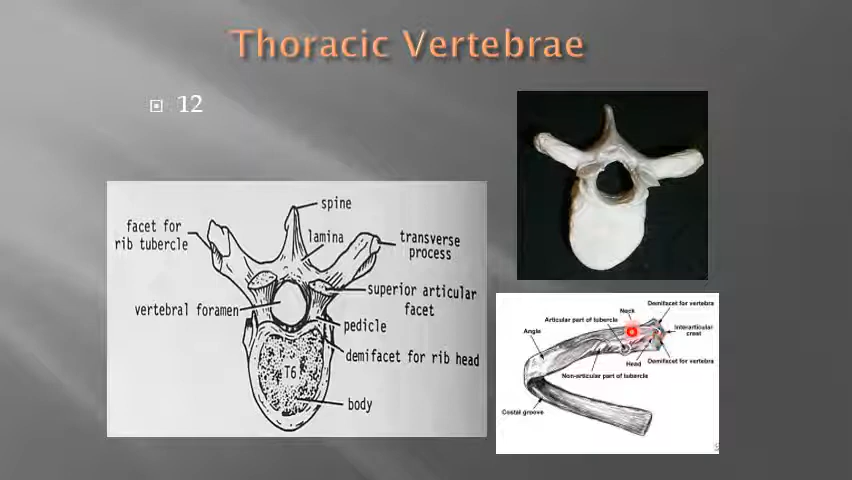 Thoracic Vertebrae
12
spine
facet for
rib tubercle
lamina
transverse
process
superior articular
facet
vertebral foramen
pedicle
demifacet for rib head
T6
body
Demifacet for vertebra
Neck
Articular part of tubercle
Interarticular
crest
Angle
Head
Demifacet for vertebra
Non-articular part of tubercle
Costal groove